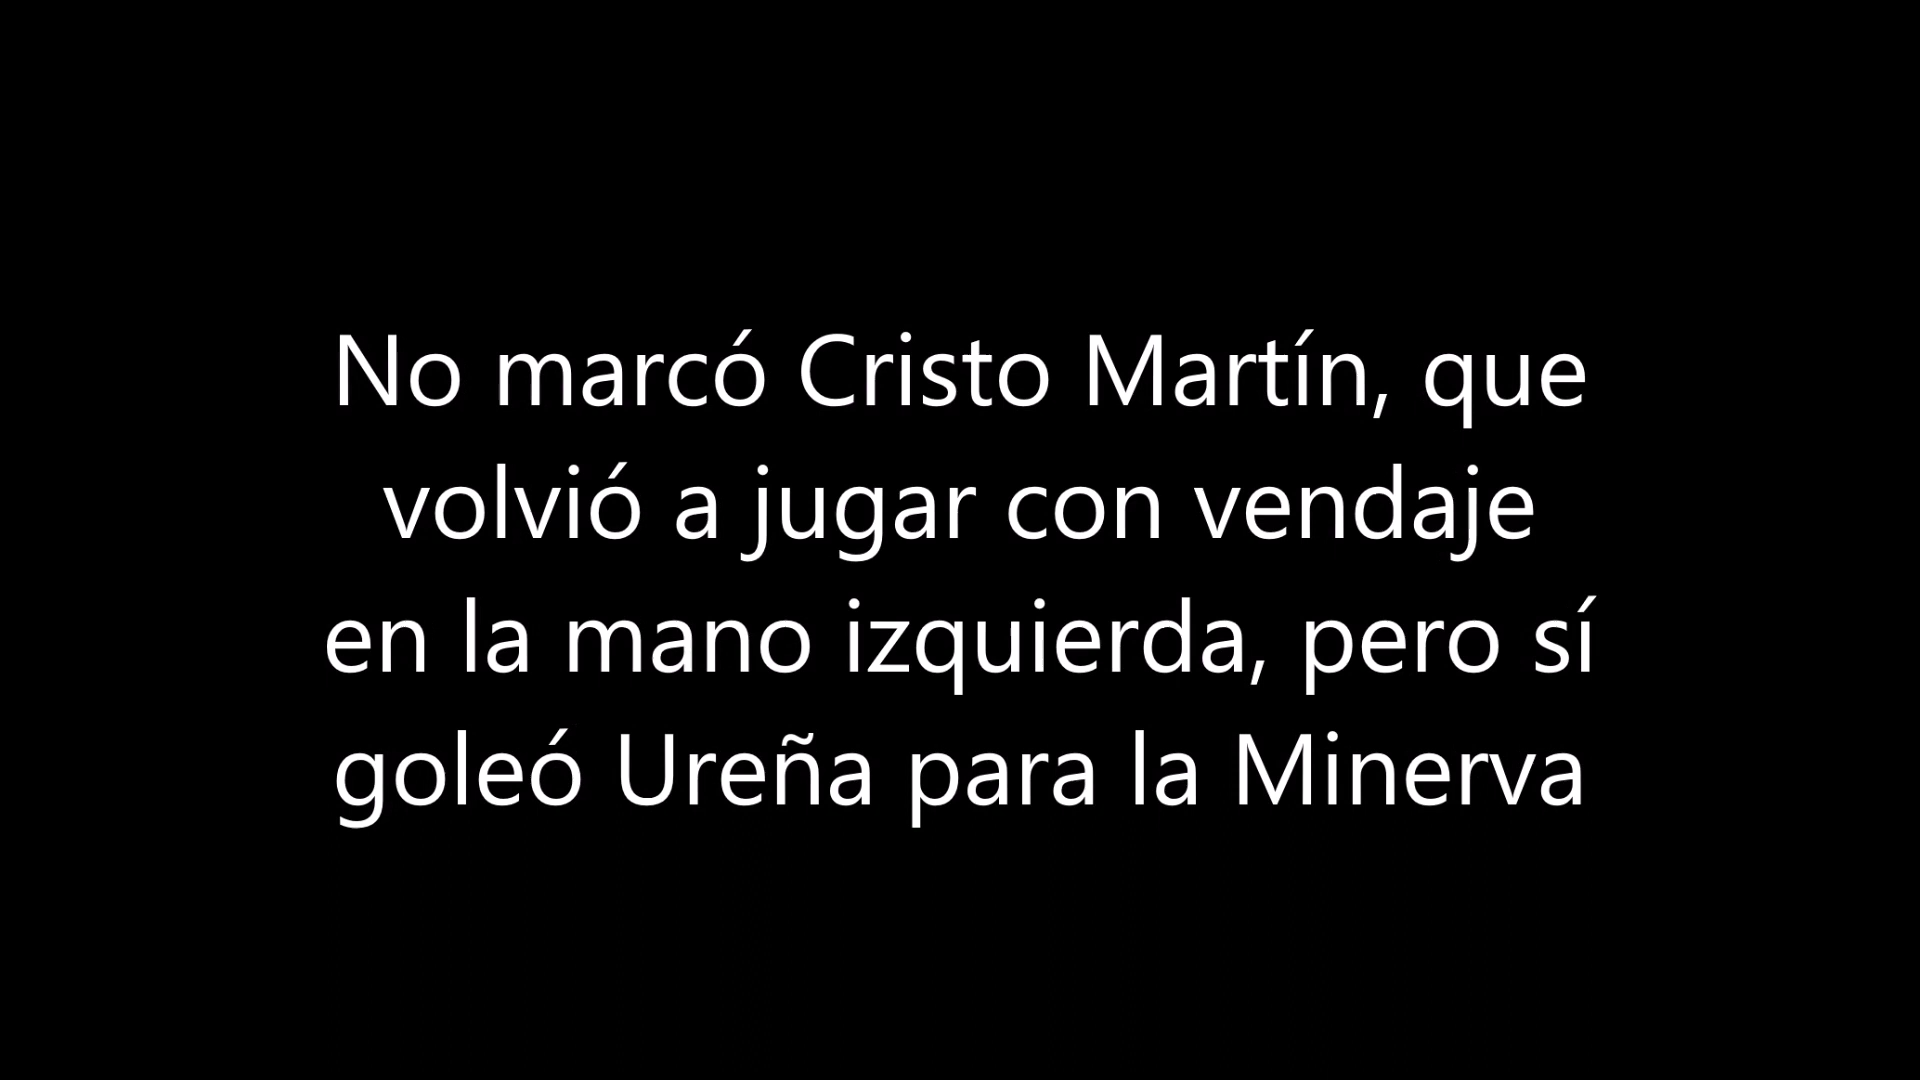 No marcó Cristo Martín, que
volvió a jugar con vendaje
en la mano izquierda, pero sí
goleó Ureña para la Minerva